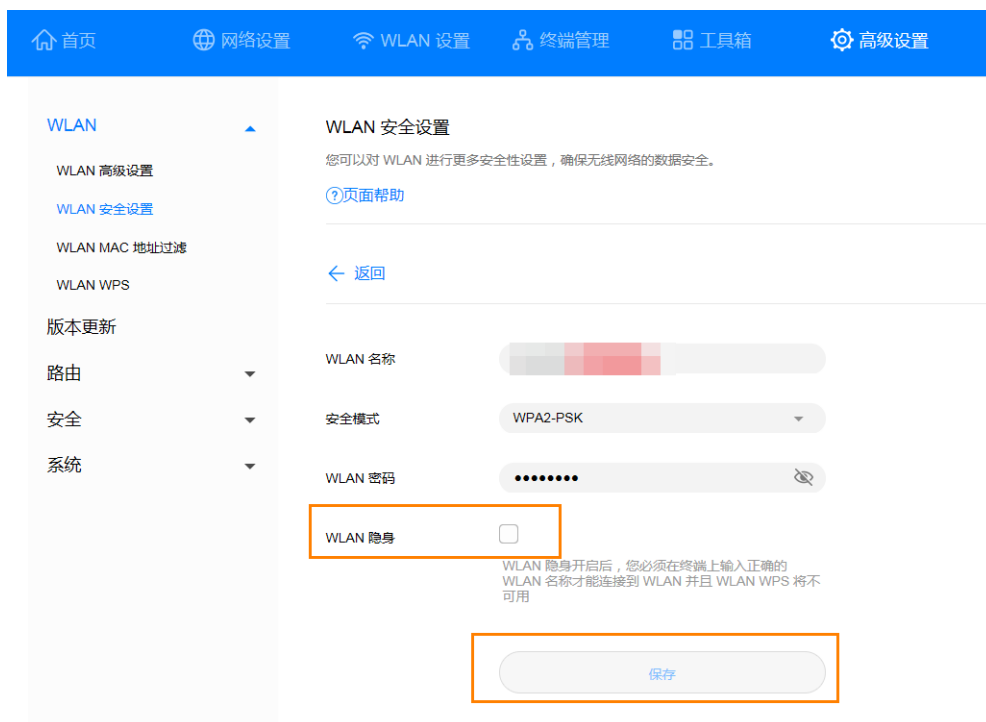 首页 网络设置 WLAN 设置 终端管理 工具箱 高级设置
WLAN
WLAN 高级设置
WLAN 安全设置
WLAN MAC 地址过滤
WLAN WPS
版本更新
路由
安全
系统
WLAN 安全设置
您可以对 WLAN 进行更多安全性设置，确保无线网络的数据安全。
?页面帮助
返回
WLAN 名称
安全模式 WPA2-PSK
WLAN 密码 ••••••••
WLAN 隐身
WLAN 隐身开启后，您必须在终端上输入正确的
WLAN 名称才能连接到 WLAN 并且 WLAN WPS 将不
可用
保存